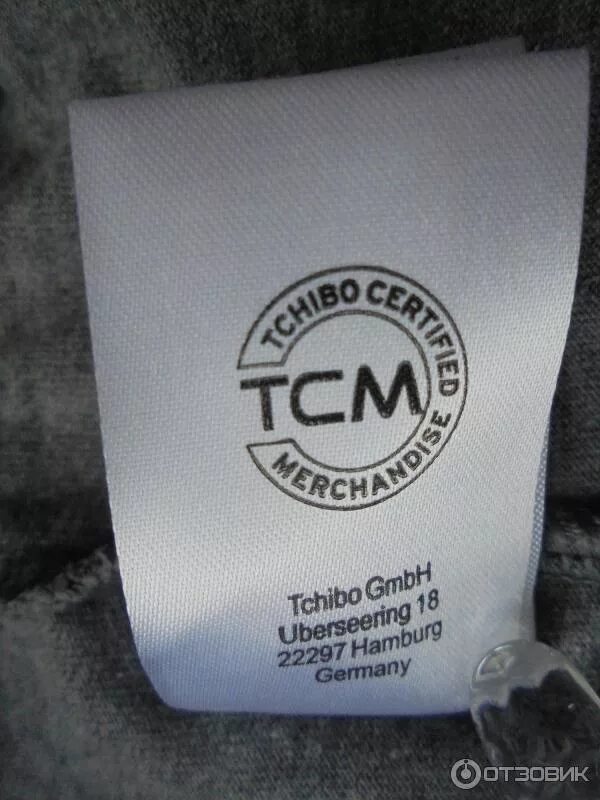 TCHIBO CERTIFIED
TCM
MERCHANDISE
Tchibo GmbH
Uberseering 18
22297 Hamburg
Germany
ОТЗОВИК